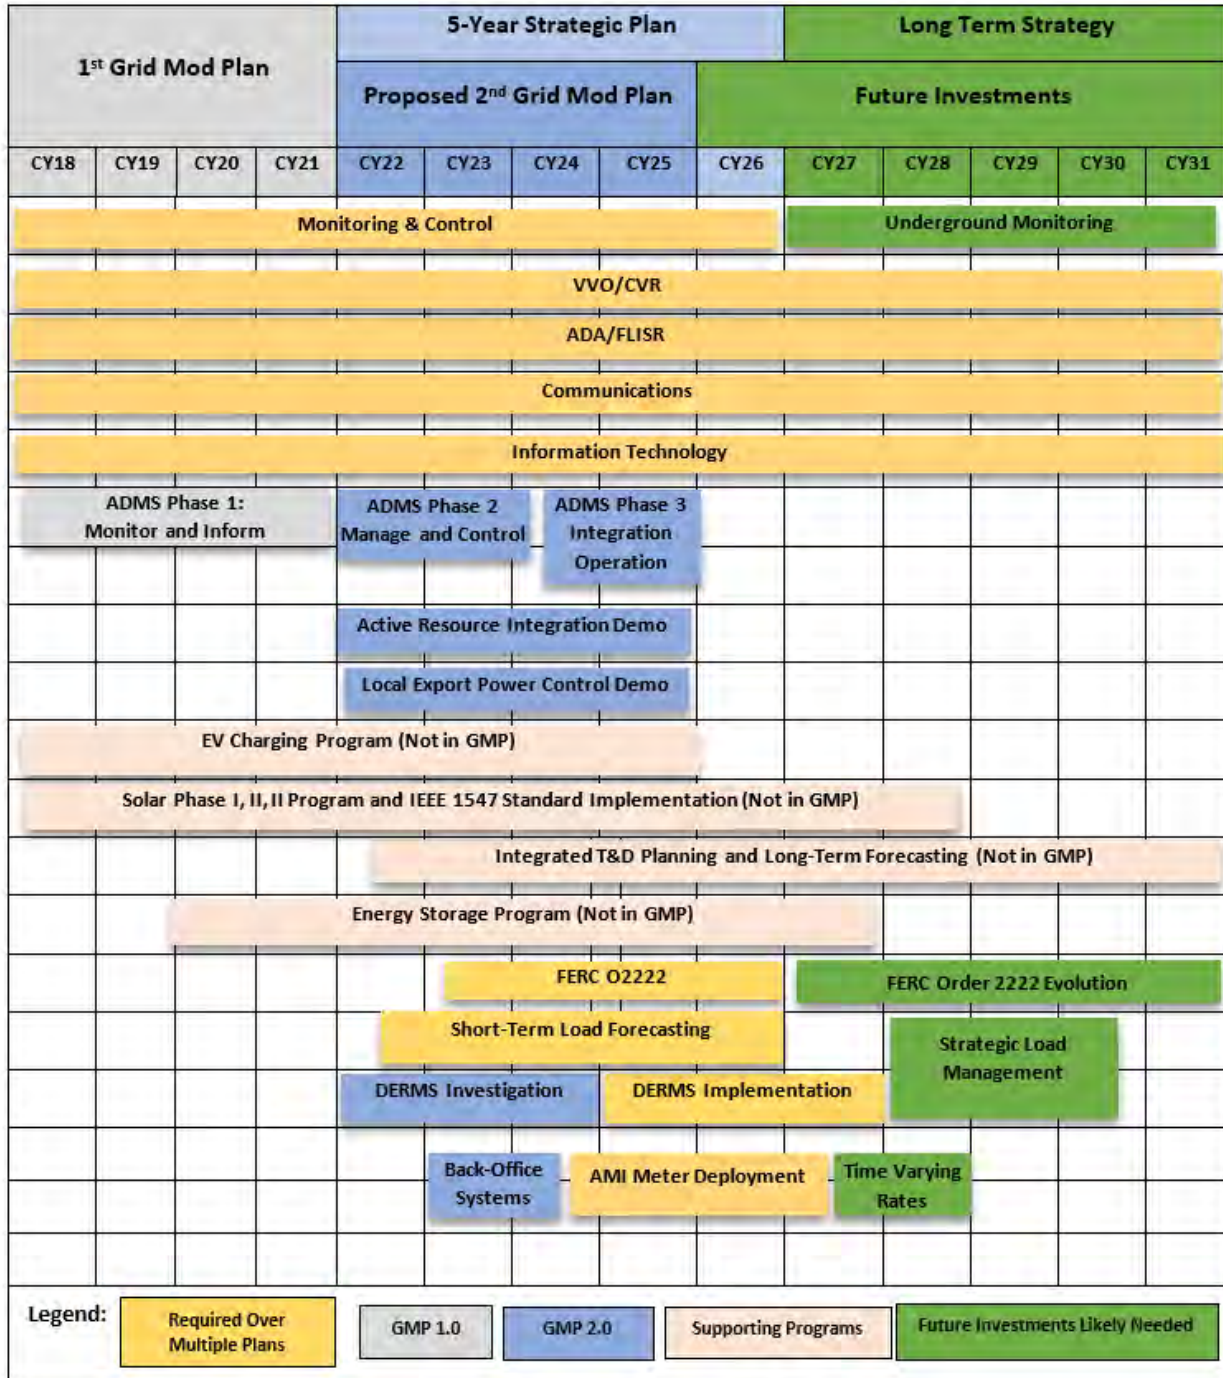 1st Grid Mod Plan
5-Year Strategic Plan
Long Term Strategy
Proposed 2nd Grid Mod Plan
Future Investments
CY18 CY19 CY20 CY21 CY22 CY23 CY24 CY25 CY26 CY27 CY28 CY29 CY30 CY31
Monitoring & Control
Underground Monitoring
VVO/CVR
ADA/FLISR
Communications
Information Technology
ADMS Phase 1:
Monitor and Inform
ADMS Phase 2
Manage and Control
ADMS Phase 3
Integration
Operation
Active Resource Integration Demo
Local Export Power Control Demo
EV Charging Program (Not in GMP)
Solar Phase I, II, II Program and IEEE 1547 Standard Implementation (Not in GMP)
Integrated T&D Planning and Long-Term Forecasting (Not in GMP)
Energy Storage Program (Not in GMP)
FERC O2222
FERC Order 2222 Evolution
Short-Term Load Forecasting
Strategic Load
Management
DERMS Investigation
DERMS Implementation
Back-Office
Systems
AMI Meter Deployment
Time Varying
Rates
Legend:
Required Over
Multiple Plans
GMP 1.0
GMP 2.0
Supporting Programs
Future Investments Likely Needed